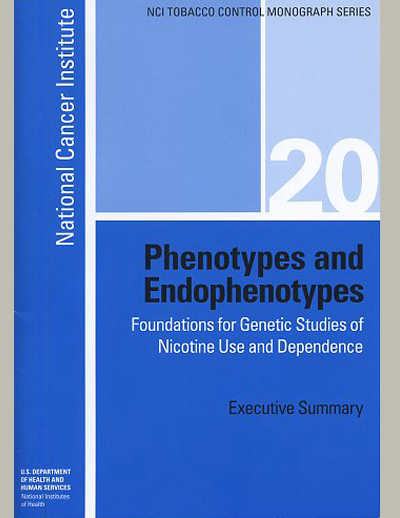 NCI TOBACCO CONTROL MONOGRAPH SERIES
National Cancer Institute
20
Phenotypes and
Endophenotypes
Foundations for Genetic Studies of
Nicotine Use and Dependence
Executive Summary
U.S. DEPARTMENT
OF HEALTH AND
HUMAN SERVICES
National Institutes
of Health